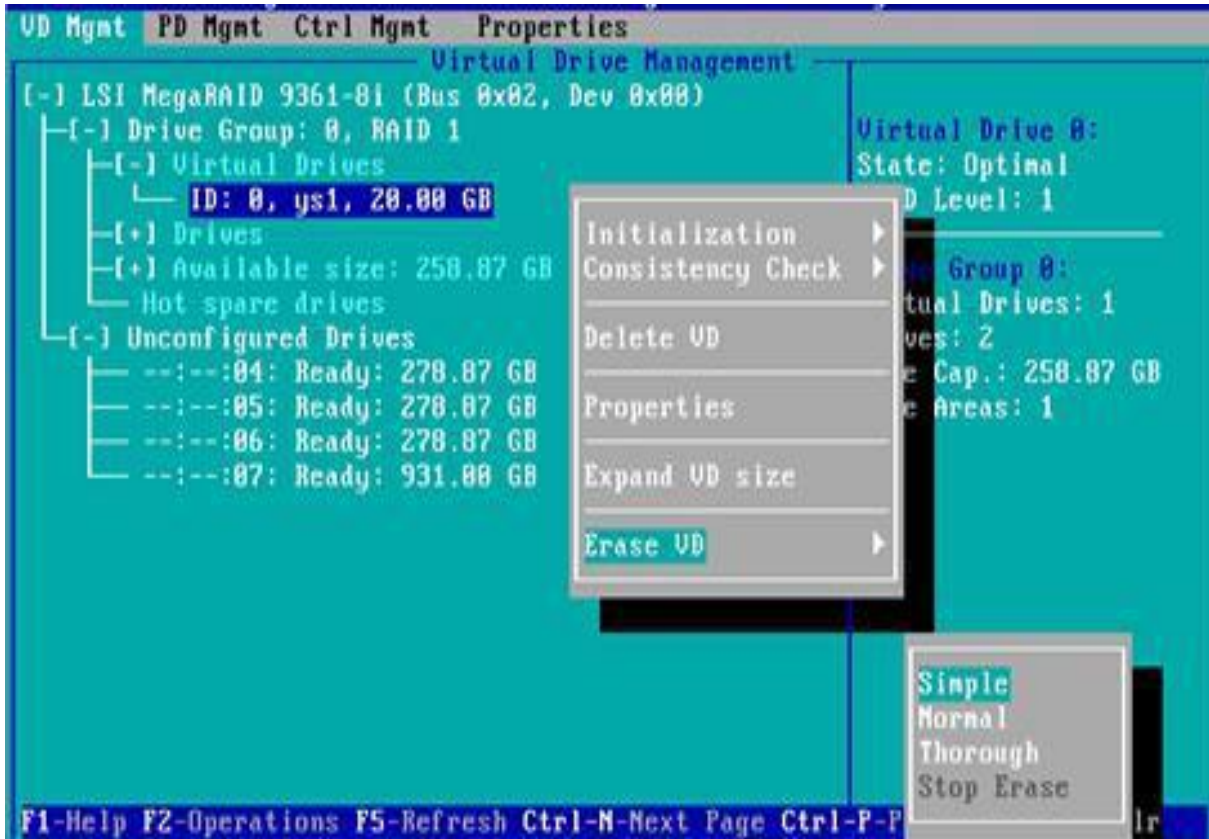 VD Mgmt PD Mgmt Ctrl Mgmt Properties
Virtual Drive Management
[-] LSI MegaRAID 9361-8i (Bus 0x02, Dev 0x00)
[-] Drive Group: 0, RAID 1
[-] Virtual Drives
ID: 0, ys1, 20.00 GB
[+] Drives
[+] Available size: 258.87 GB
Hot spare drives
[-] Unconfigured Drives
--:--:04: Ready: 278.87 GB
--:--:05: Ready: 278.87 GB
--:--:06: Ready: 278.87 GB
--:--:07: Ready: 931.00 GB
Virtual Drive 0:
State: Optimal
D Level: 1
Group 0:
tual Drives: 1
ves: 2
e Cap.: 258.87 GB
e Areas: 1
Initialization
Consistency Check
Delete VD
Properties
Expand VD size
Erase VD
Simple
Normal
Thorough
Stop Erase
F1-Help F2-Operations F5-Refresh Ctrl-N-Next Page Ctrl-P-P lr